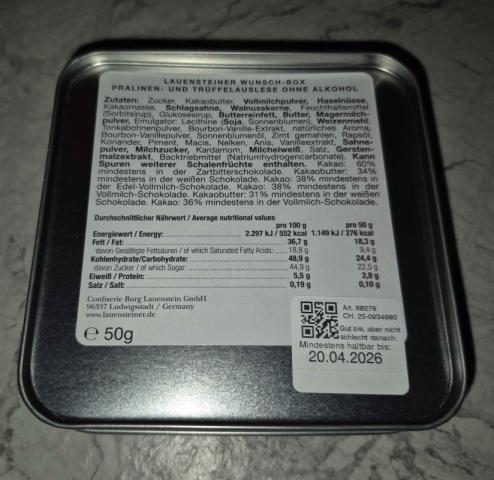 LAUENSTEINER WUNSCH-BOX
PRALINEN- UND TRÜFFELAUSLESE OHNE ALKOHOL
Zutaten: Zucker, Kakaobutter, Vollmilchpulver, Haselnüsse,
Kakaomasse, Schlagsahne, Walnusskerne, Feuchthaltemittel
(Sorbitsirup), Glukosesirup, Butterreinfett, Butter, Magermilch-
pulver, Emulgator: Lecithine (Soja, Sonnenblumen), Weizenmehl,
Tonkabohnenpulver, Bourbon-Vanille-Extrakt, natürliches Aroma,
Bourbon-Vanillepulver, Sonnenblumenöl, Zimt gemahlen, Rapsöl,
Koriander, Piment, Macis, Nelken, Anis, Vanilleextrakt, Sahne-
pulver, Milchzucker, Kardamom, Milcheiweiß, Salz, Gersten-
malzextrakt, Backtriebmittel (Natriumhydrogencarbonat). Kann
Spuren weiterer Schalenfrüchte enthalten. Kakao: 60%
mindestens in der Zartbitterschokolade. Kakaobutter: 34%
mindestens in der weißen Schokolade. Kakao: 38% mindestens in
der Edel-Vollmilch-Schokolade. Kakao: 38% mindestens in der
Vollmilch-Schokolade. Kakaobutter: 31% mindestens in der weißen
Schokolade. Kakao: 36% mindestens in der Vollmilch-Schokolade.
Durchschnittlicher Nährwert / Average nutritional values
pro 100 g pro 50 g
Energiewert / Energy: 2.297 kJ / 552 kcal 1.149 kJ / 276 kcal
Fett / Fat: 36,7 g 18,3 g
davon Gesättigte Fettsäuren / of which Saturated Fatty Acids: 18,8 g 9,4 g
Kohlenhydrate/Carbohydrate: 48,9 g 24,4 g
davon Zucker / of which Sugar: 44,9 g 22,5 g
Eiweiß / Protein: 5,5 g 2,8 g
Salz / Salt: 0,19 g 0,10 g
Confiserie Burg Lauenstein GmbH
96337 Ludwigsstadt / Germany
www.lauensteiner.de
e 50g
Art. 68279
CH. 25-0934980
Gut bis, aber nicht
schlecht danach.
Mindestens haltbar bis:
20.04.2026